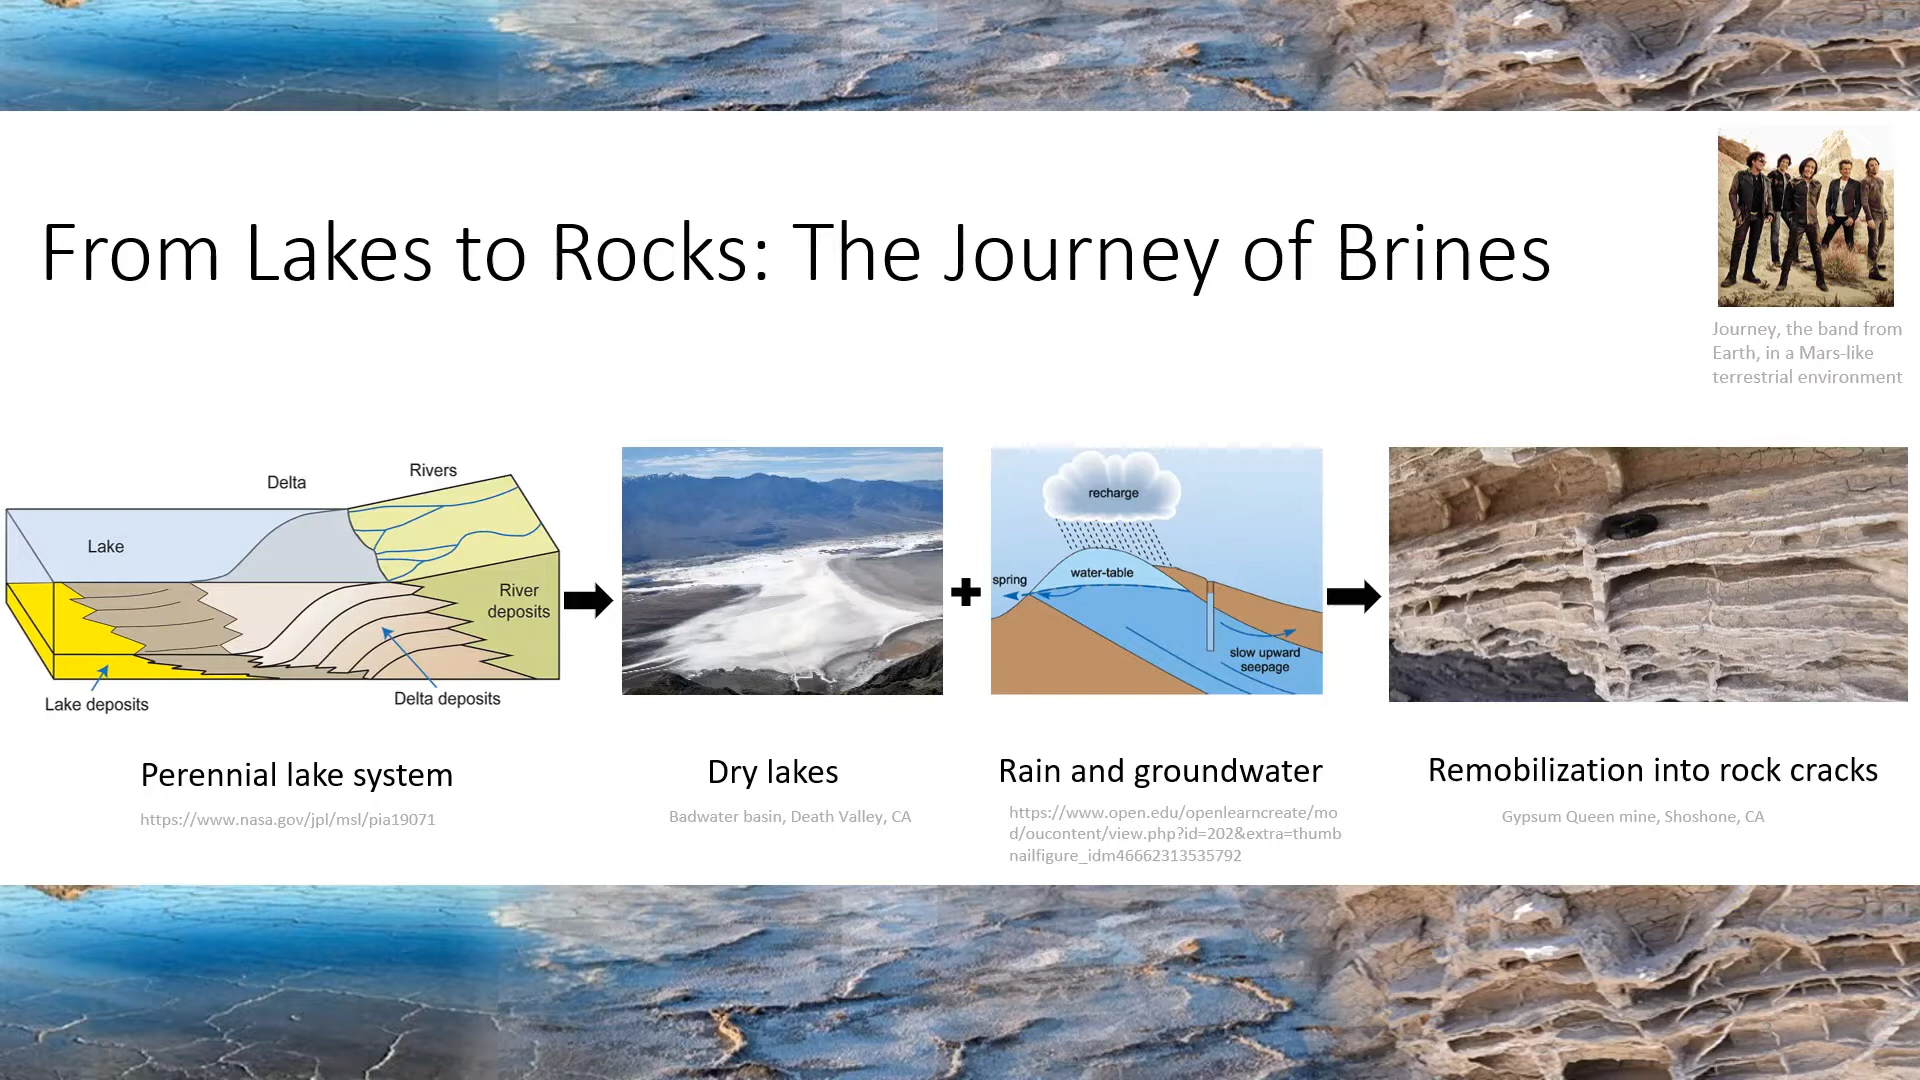 From Lakes to Rocks: The Journey of Brines
Journey, the band from
Earth, in a Mars-like
terrestrial environment
Delta
Rivers
Lake
River
deposits
Lake deposits
Delta deposits
Perennial lake system
https://www.nasa.gov/jpl/msl/pia19071
Dry lakes
Badwater basin, Death Valley, CA
recharge
spring
water-table
slow upward
seepage
Rain and groundwater
https://www.open.edu/openlearncreate/mo
d/oucontent/view.php?id=202&extra=thumb
nailfigure_idm46662313535792
Remobilization into rock cracks
Gypsum Queen mine, Shoshone, CA